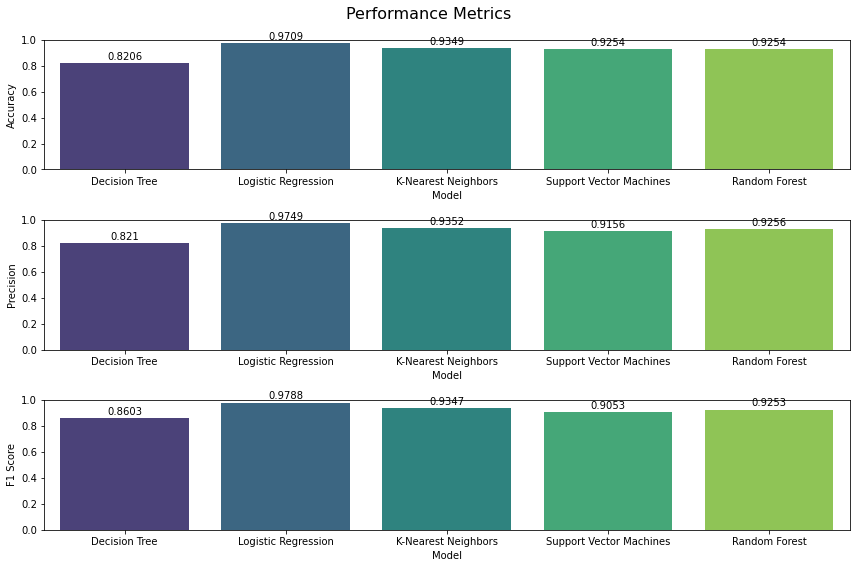 Performance Metrics
0.8206 0.9709 0.9349 0.9254 0.9254
1.0
0.8
0.6
0.4
0.2
0.0
Accuracy
Decision Tree Logistic Regression K-Nearest Neighbors Support Vector Machines Random Forest
Model
0.821 0.9749 0.9352 0.9156 0.9256
1.0
0.8
0.6
0.4
0.2
0.0
Precision
Decision Tree Logistic Regression K-Nearest Neighbors Support Vector Machines Random Forest
Model
0.8603 0.9788 0.9347 0.9053 0.9253
1.0
0.8
0.6
0.4
0.2
0.0
F1 Score
Decision Tree Logistic Regression K-Nearest Neighbors Support Vector Machines Random Forest
Model